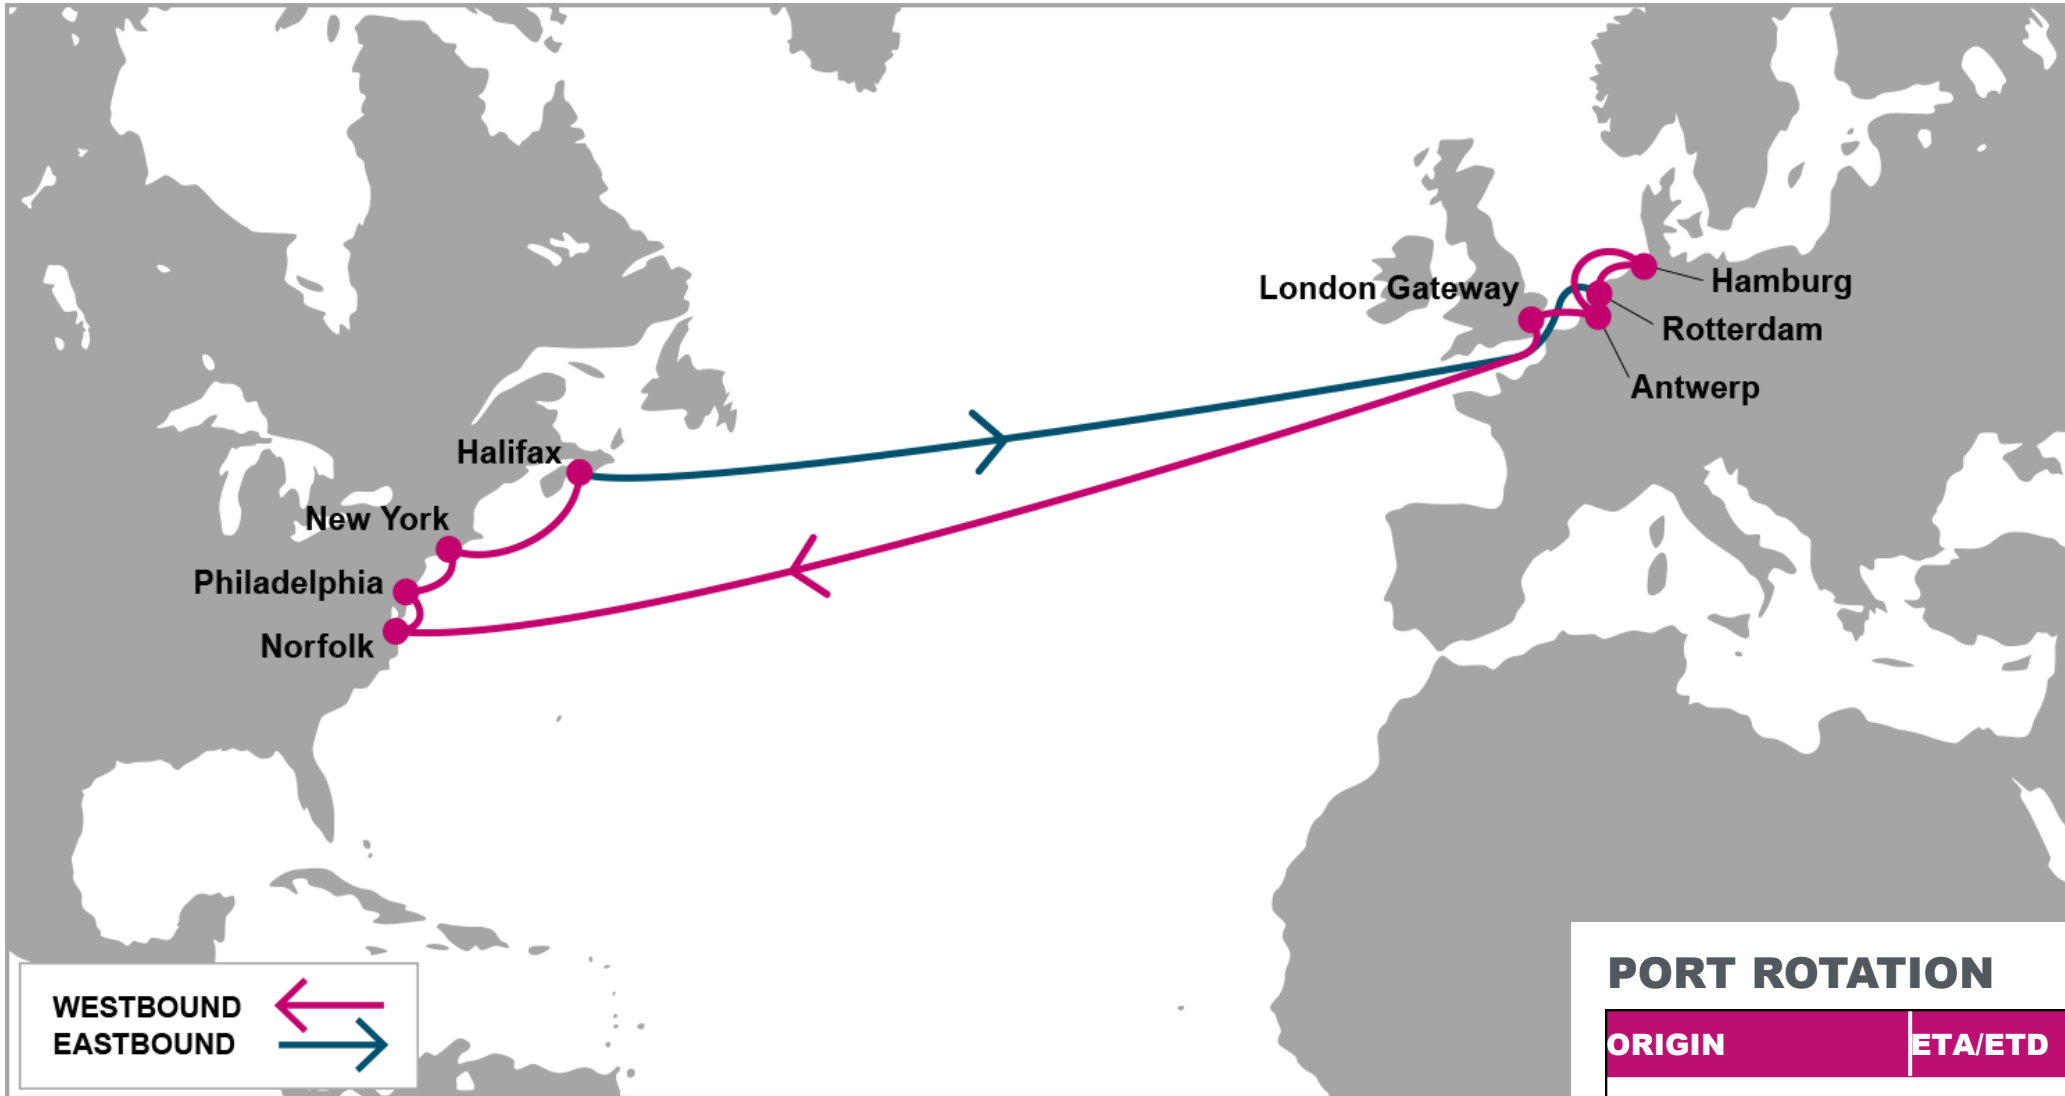 London Gateway
Hamburg
Rotterdam
Antwerp
Halifax
New York
Philadelphia
Norfolk
WESTBOUND
EASTBOUND
PORT ROTATION
ORIGIN ETA/ETD